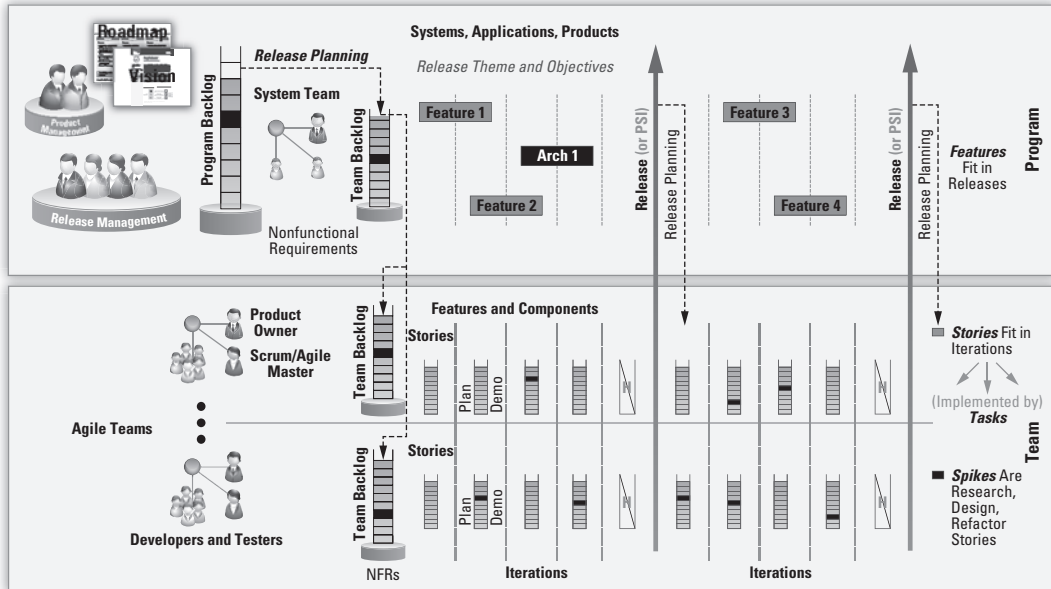 Roadmap
Vision
Product Management
Release Management
Program Backlog
Release Planning
System Team
Nonfunctional
Requirements
Team Backlog
Systems, Applications, Products
Release Theme and Objectives
Feature 1
Arch 1
Feature 2
Release (or PSI)
Release Planning
Feature 3
Feature 4
Release (or PSI)
Release Planning
Features
Fit in
Releases
Program
Product
Owner
Scrum/Agile
Master
Agile Teams
Developers and Testers
Team Backlog
Features and Components
Stories
Plan
Demo
H
H
Stories Fit in
Iterations
(Implemented by)
Tasks
Team
Team Backlog
NFRs
Stories
Plan
Demo
H
H
Spikes Are
Research,
Design,
Refactor
Stories
Iterations
Iterations